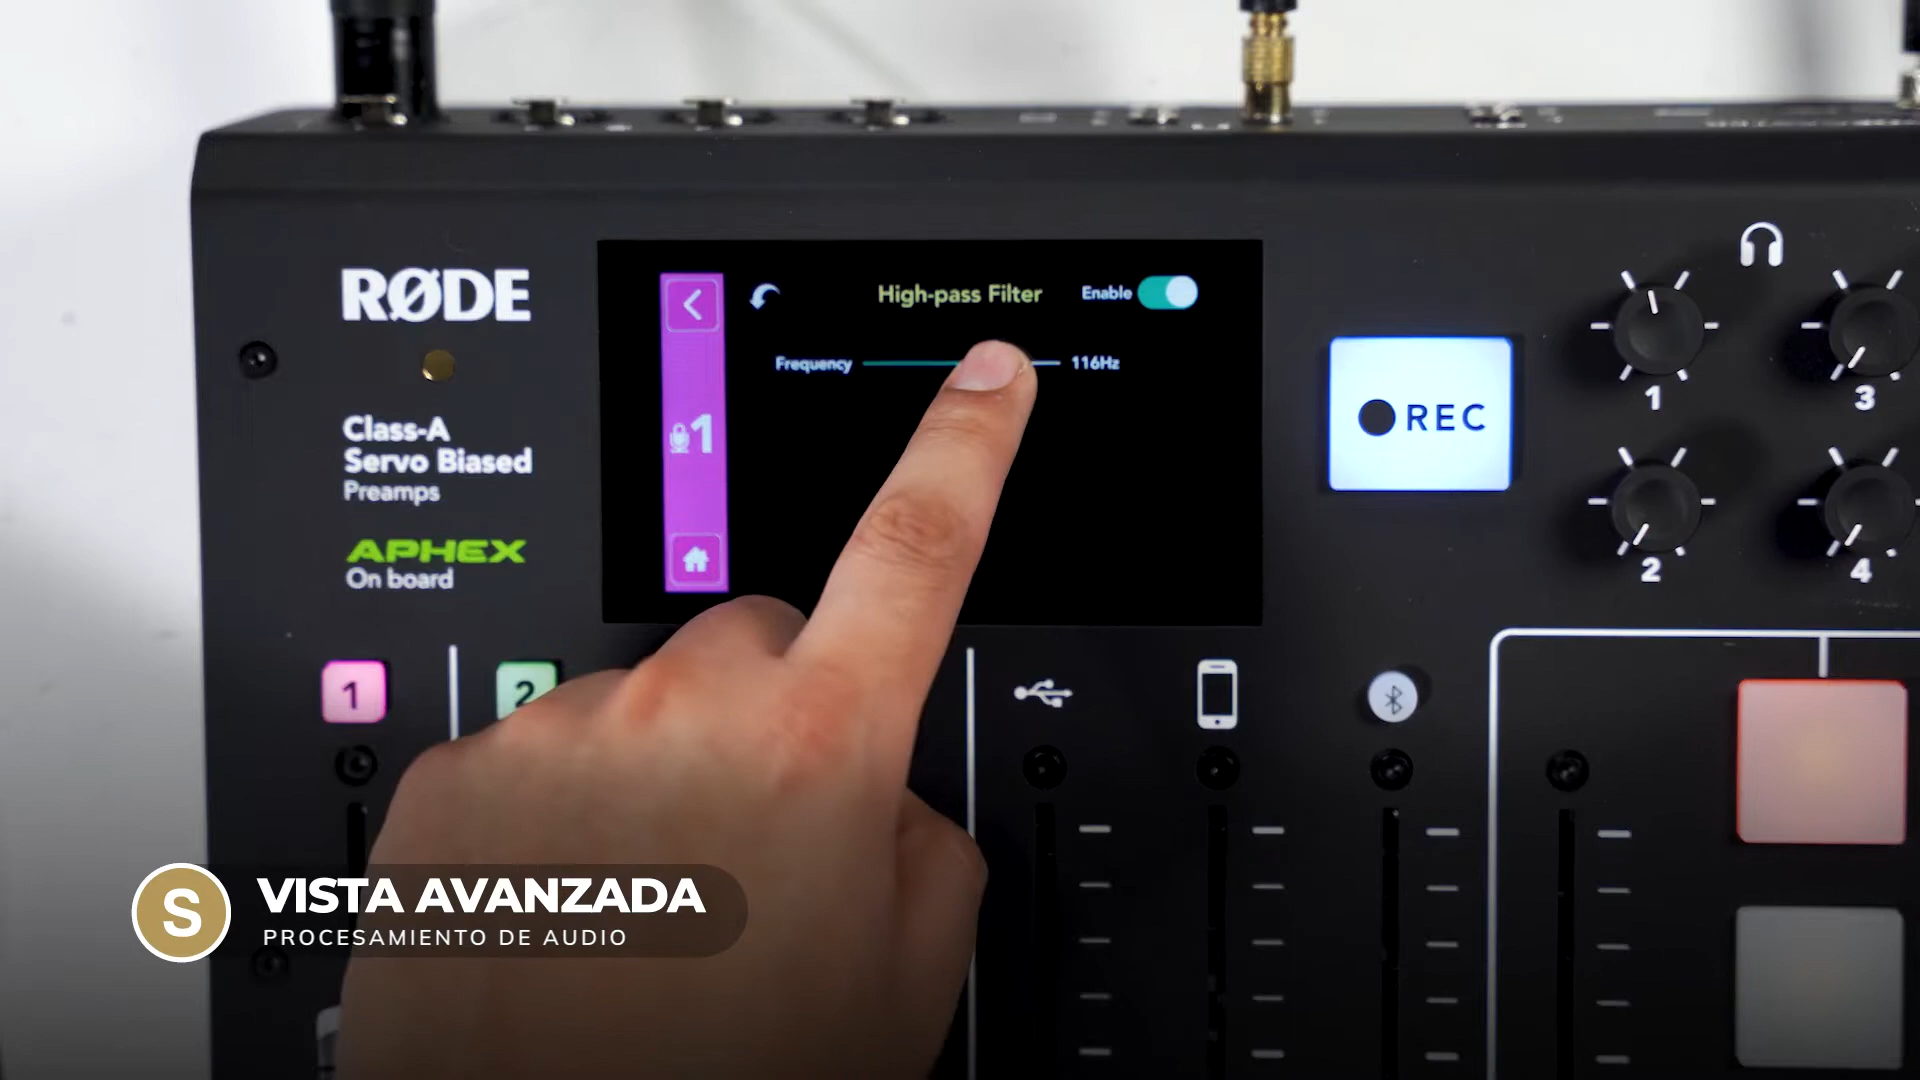 RØDE
Class-A
Servo Biased
Preamps
APHEX
On board
High-pass Filter
Enable
Frequency
116Hz
1
REC
1
3
2
4
1
2
S
VISTA AVANZADA
PROCESAMIENTO DE AUDIO